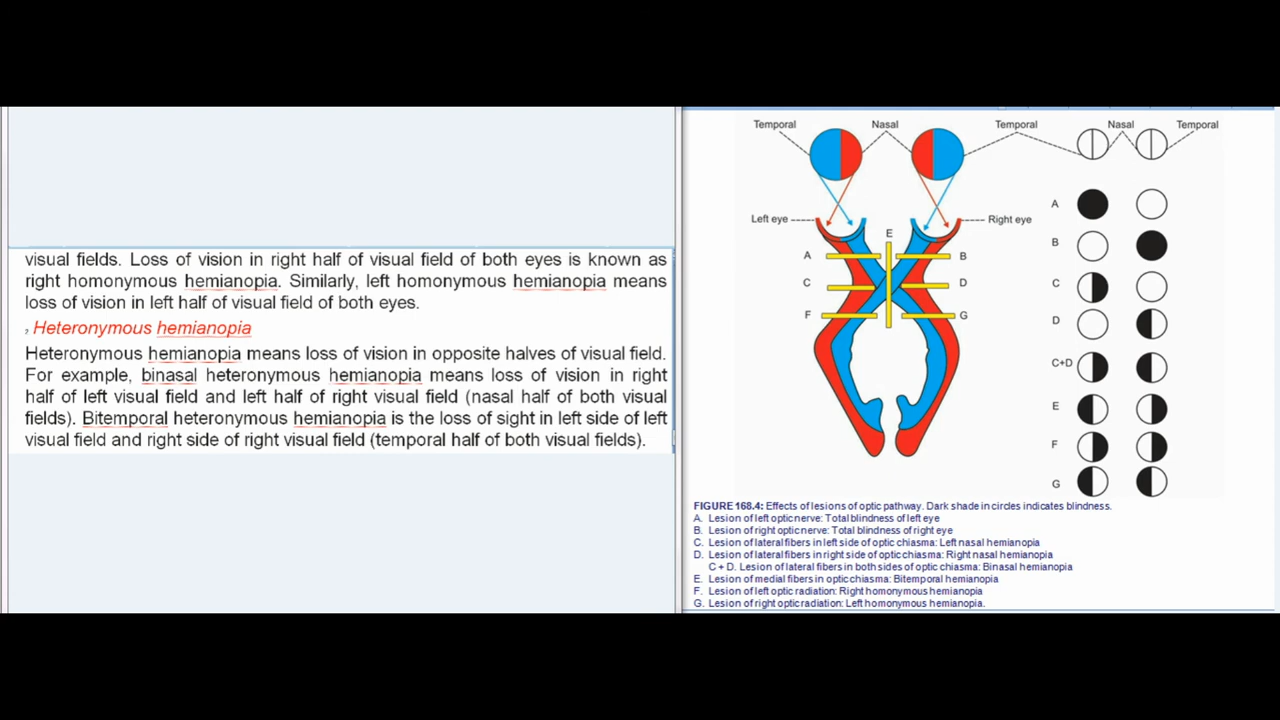 visual fields. Loss of vision in right half of visual field of both eyes is known as
right homonymous hemianopia. Similarly, left homonymous hemianopia means
loss of vision in left half of visual field of both eyes.
? Heteronymous hemianopia
Heteronymous hemianopia means loss of vision in opposite halves of visual field.
For example, binasal heteronymous hemianopia means loss of vision in right
half of left visual field and left half of right visual field (nasal half of both visual
fields). Bitemporal heteronymous hemianopia is the loss of sight in left side of left
visual field and right side of right visual field (temporal half of both visual fields).
Temporal Nasal Temporal Nasal Temporal
Left eye Right eye
E
A B
C D
F G
A
B
C
D
C+D
E
F
G
FIGURE 168.4: Effects of lesions of optic pathway. Dark shade in circles indicates blindness.
A. Lesion of left optic nerve: Total blindness of left eye
B. Lesion of right optic nerve: Total blindness of right eye
C. Lesion of lateral fibers in left side of optic chiasma: Left nasal hemianopia
D. Lesion of lateral fibers in right side of optic chiasma: Right nasal hemianopia
C + D. Lesion of lateral fibers in both sides of optic chiasma: Binasal hemianopia
E. Lesion of medial fibers in optic chiasma: Bitemporal hemianopia
F. Lesion of left optic radiation: Right homonymous hemianopia
G. Lesion of right optic radiation: Left homonymous hemianopia.